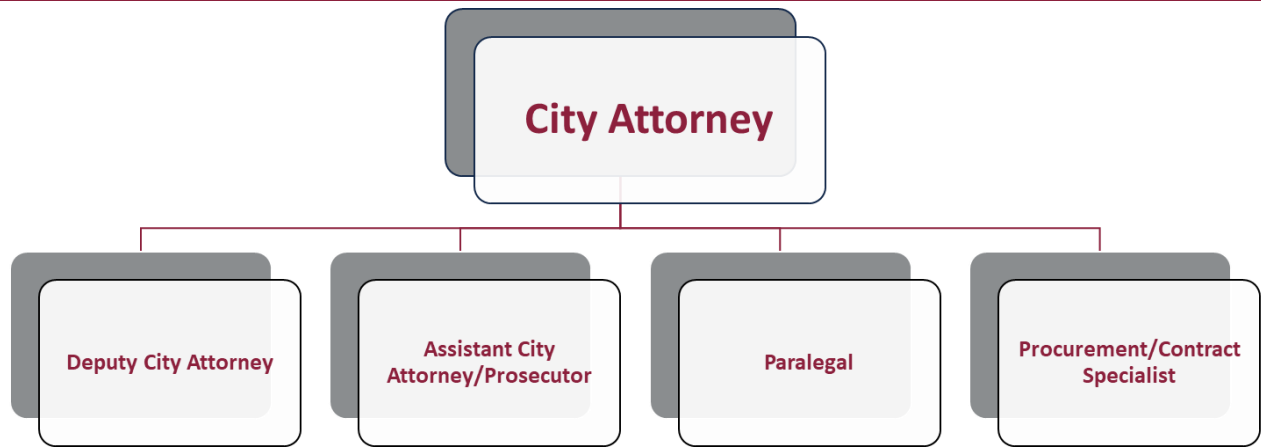 City Attorney
Deputy City Attorney
Assistant City
Attorney/Prosecutor
Paralegal
Procurement/Contract
Specialist